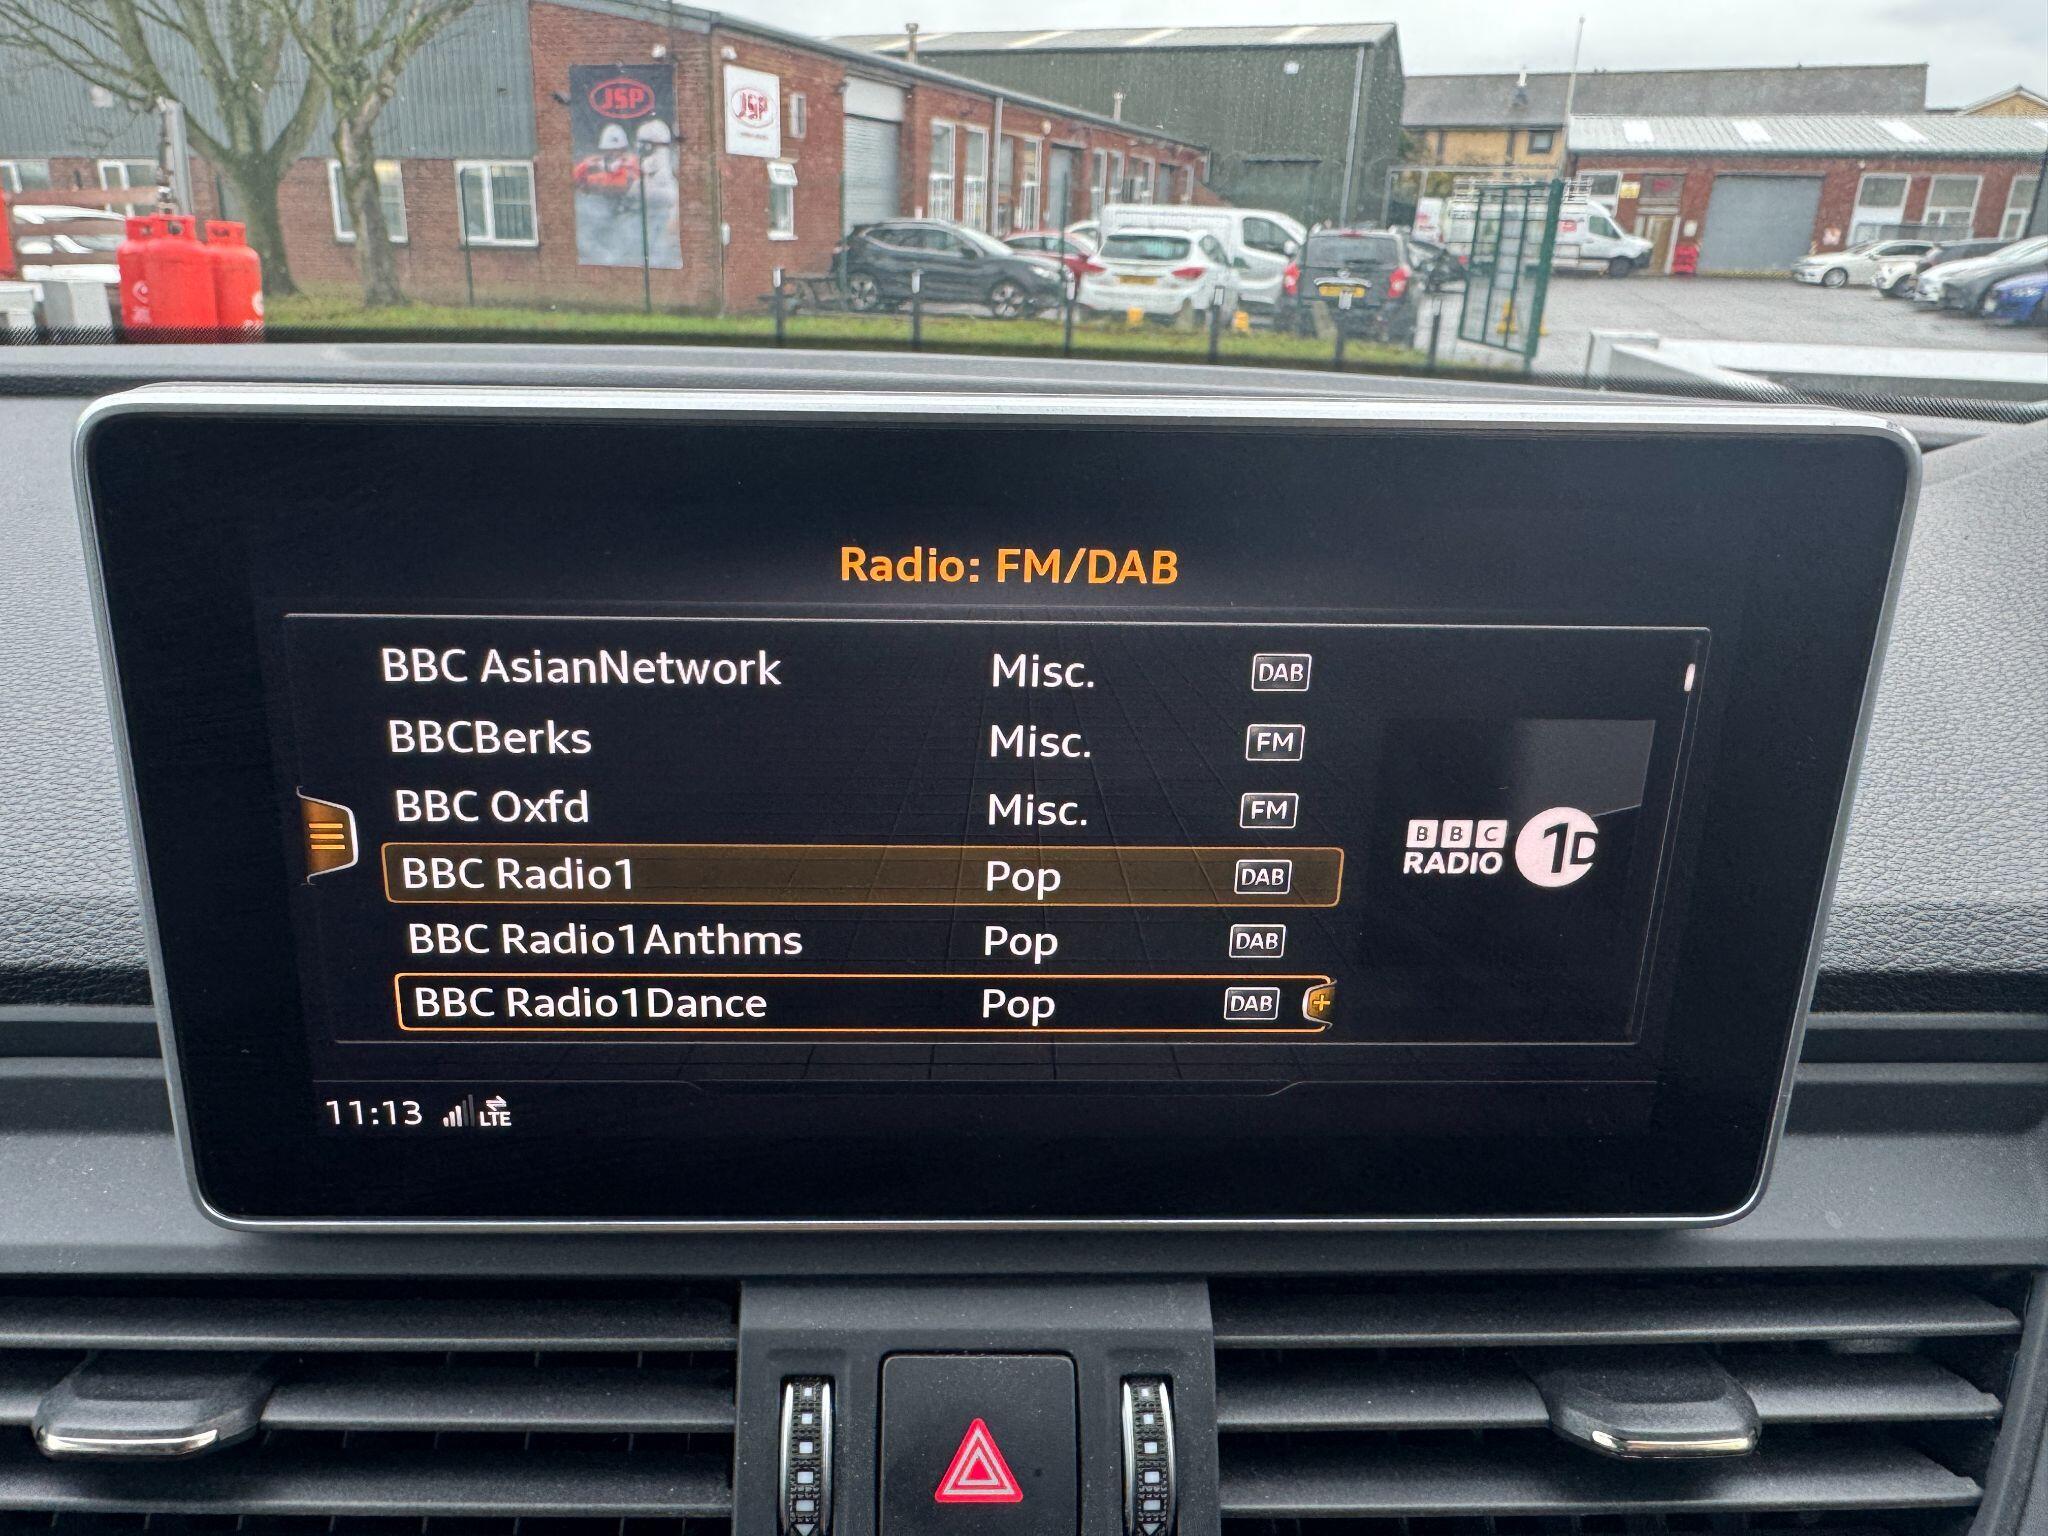 JSP
JSP
Radio: FM/DAB
BBC AsianNetwork Misc. DAB
BBCBerks Misc. FM
BBC Oxfd Misc. FM
BBC Radio1 Pop DAB
BBC Radio1Anthms Pop DAB
BBC Radio1Dance Pop DAB +
BBC
RADIO 1D
11:13 LTE